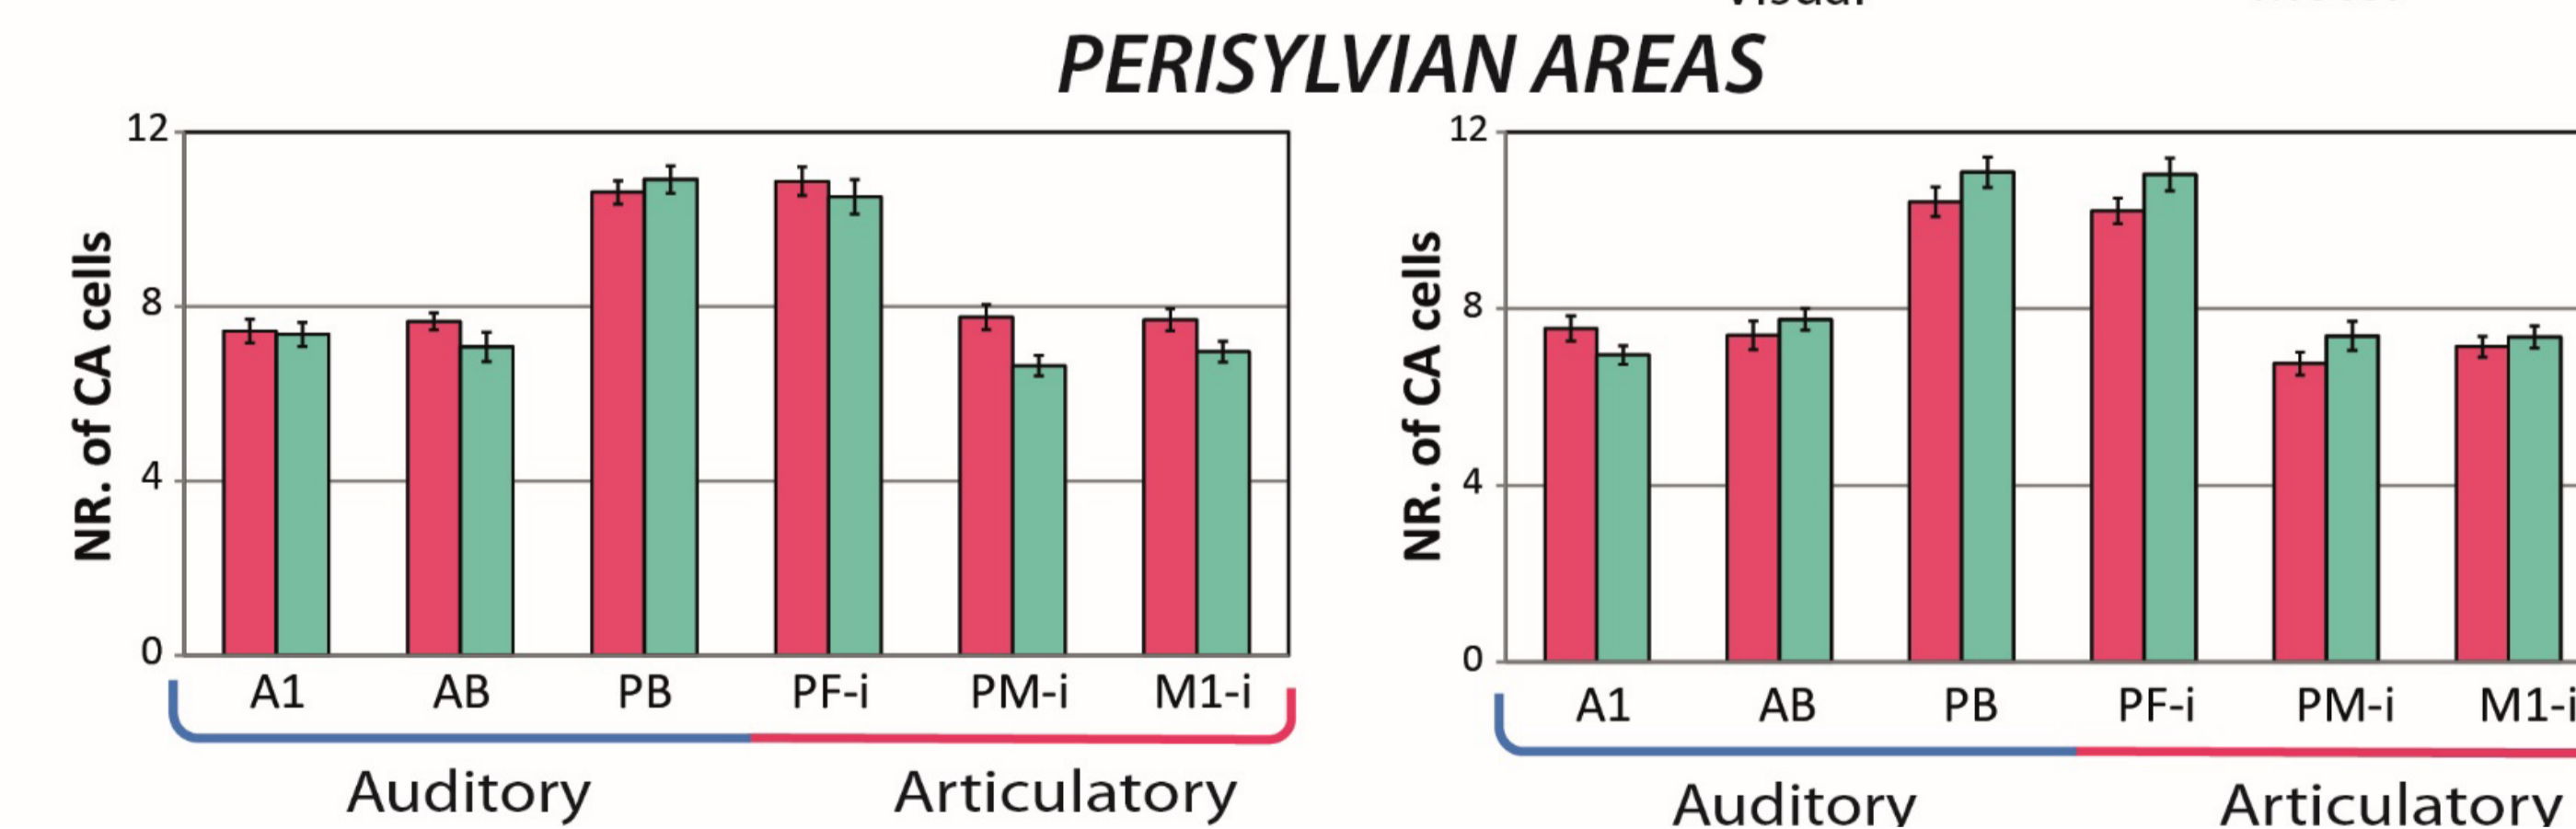 PERISYLVIAN AREAS
NR. of CA cells
12
8
4
0
A1 AB PB PF-i PM-i M1-i
Auditory Articulatory
NR. of CA cells
12
8
4
0
A1 AB PB PF-i PM-i M1-i
Auditory Articulatory